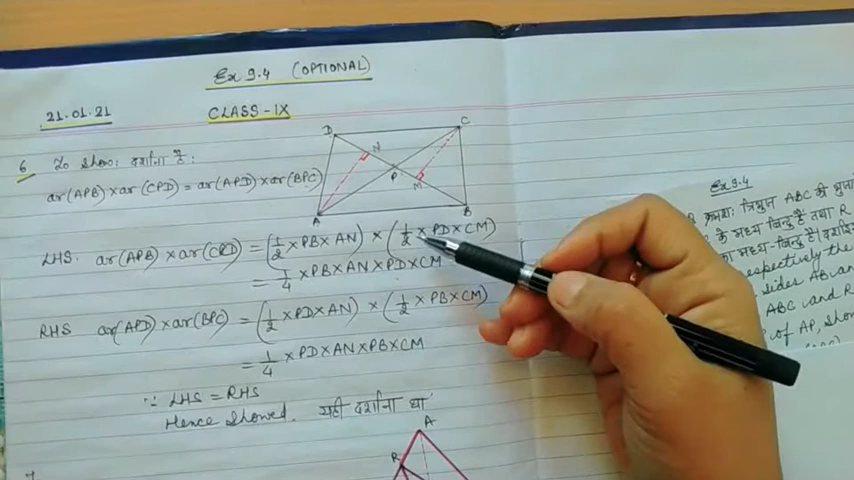 Ex 9.4 (OPTIONAL)
21.01.21
CLASS-IX
6 To Show: दर्शाना है:
ar(APB)×ar(CPD)=ar(APD)×ar(BPC)
D
C
N
P
M
A
B
LHS. ar(APB)×ar(CPD)=(1/2×PB×AN)×(1/2×PD×CM)
=1/4×PB×AN×PD×CM
RHS ar(APD)×ar(BPC)=(1/2×PD×AN)×(1/2×PB×CM)
=1/4×PD×AN×PB×CM
∵ LHS=RHS
Hence Showed. यही दर्शाना था
A
R
9.4
क्रमशः त्रिभुज ABC की
के मध्य बिन्दु हैं तथा R
का मध्य-बिन्दु है।
respectively the
sides AB an
ABC and R
of AP, show